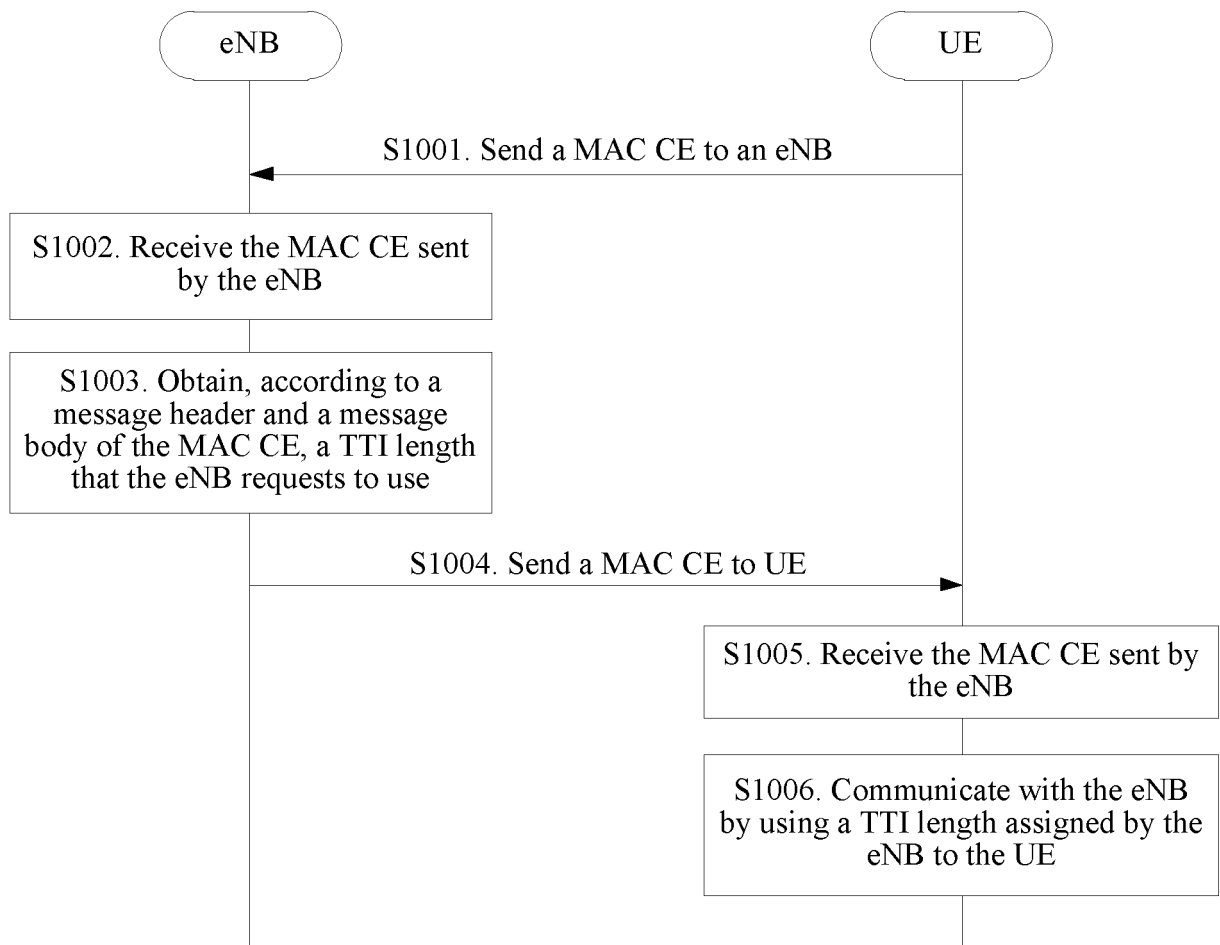 eNB
UE
S1001. Send a MAC CE to an eNB
S1002. Receive the MAC CE sent
by the eNB
S1003. Obtain, according to a
message header and a message
body of the MAC CE, a TTI length
that the eNB requests to use
S1004. Send a MAC CE to UE
S1005. Receive the MAC CE sent by
the eNB
S1006. Communicate with the eNB
by using a TTI length assigned by the
eNB to the UE